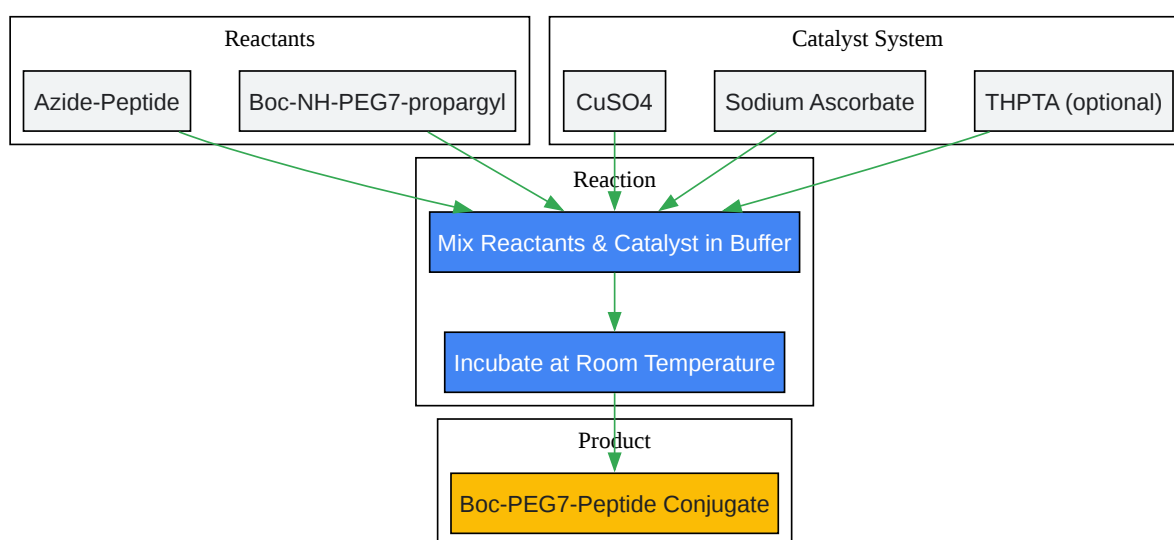 Reactants
Catalyst System
Azide-Peptide
Boc-NH-PEG7-propargyl
CuSO4
Sodium Ascorbate
THPTA (optional)
Reaction
Mix Reactants & Catalyst in Buffer
Incubate at Room Temperature
Product
Boc-PEG7-Peptide Conjugate